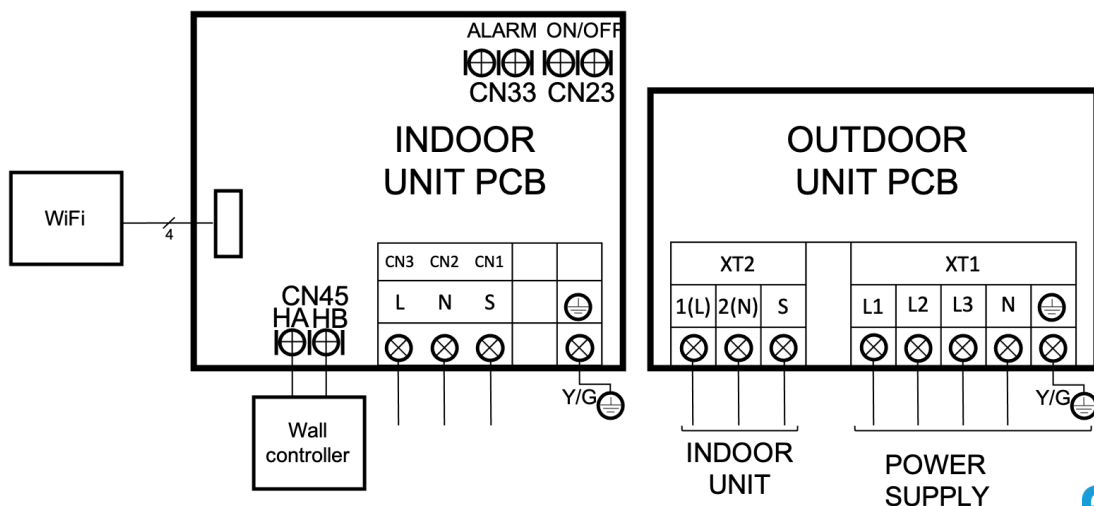 ALARM ON/OFF
CN33 CN23
INDOOR
UNIT PCB
WiFi
4
CN45
HA HB
CN3 CN2 CN1
L N S
Y/G
Wall
controller
OUTDOOR
UNIT PCB
XT2 XT1
1(L) 2(N) S L1 L2 L3 N
Y/G
INDOOR
UNIT
POWER
SUPPLY